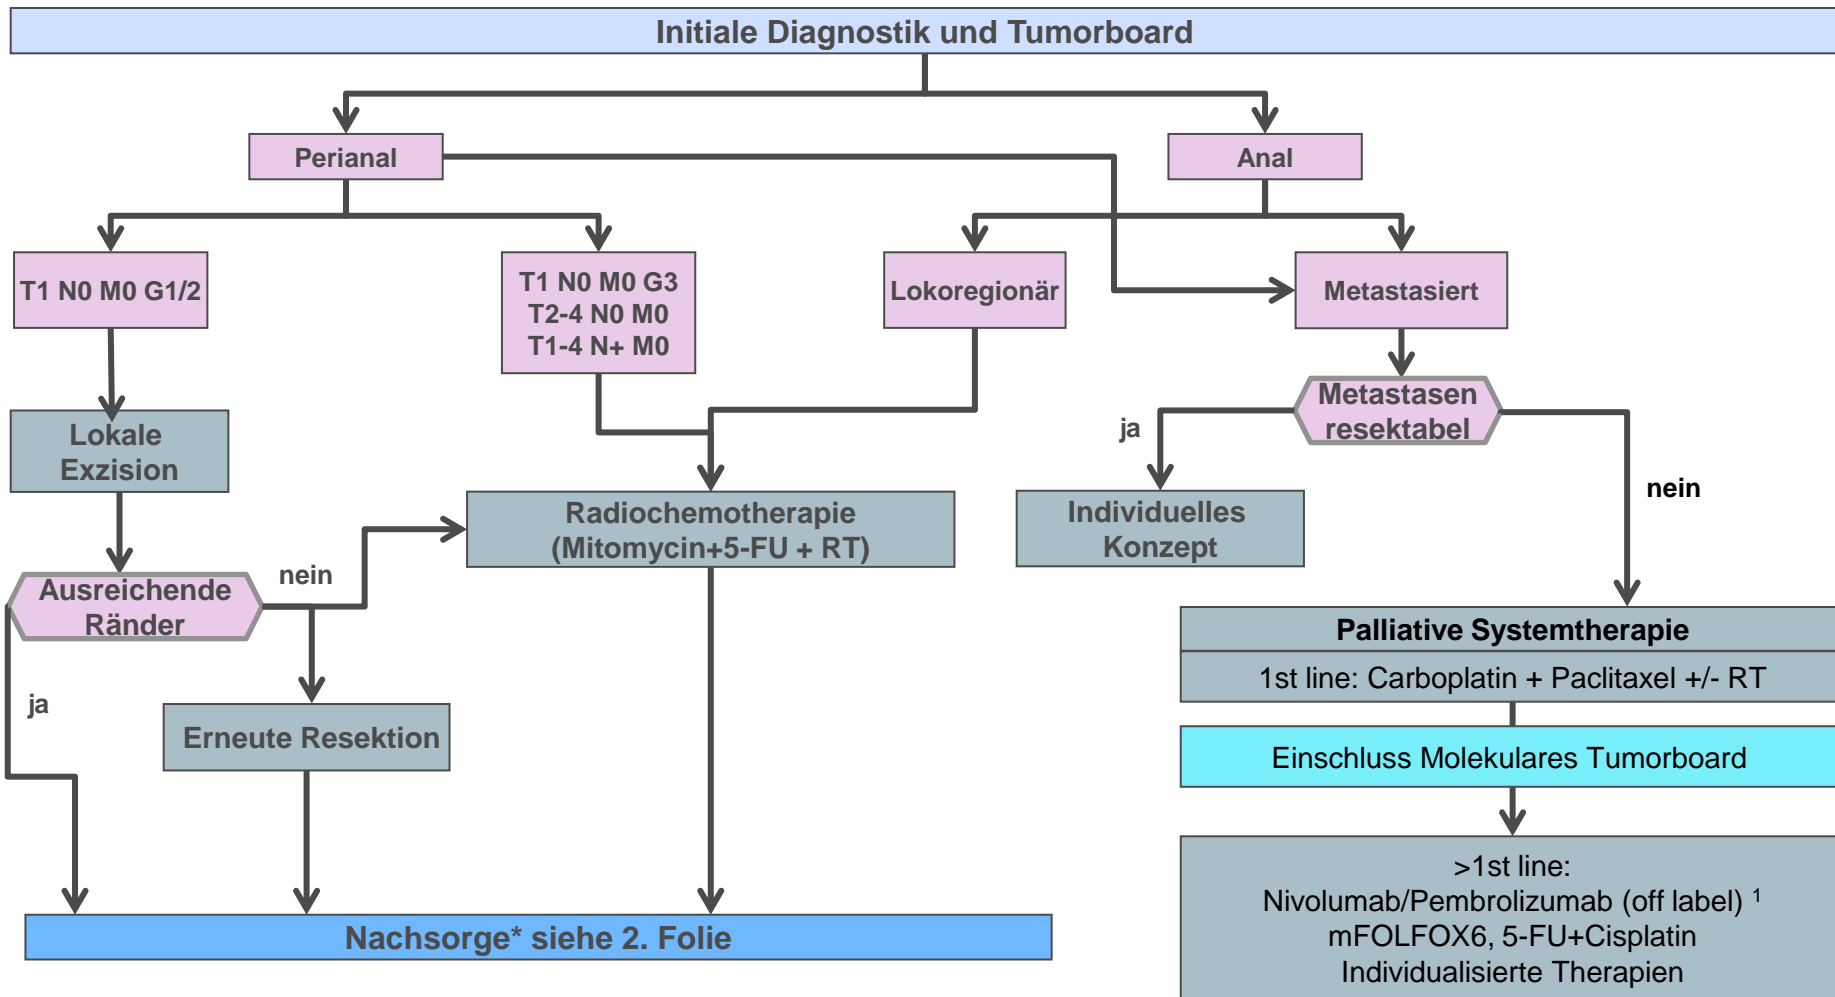 Initiale Diagnostik und Tumorboard
Perianal
Anal
T1 N0 M0 G1/2
T1 N0 M0 G3
T2-4 N0 M0
T1-4 N+ M0
Lokoregionär
Metastasiert
Metastasen
resektabel
ja
nein
Lokale
Exzision
Radiochemotherapie
(Mitomycin+5-FU + RT)
Individuelles
Konzept
Ausreichende
Ränder
nein
ja
Erneute Resektion
Palliative Systemtherapie
1st line: Carboplatin + Paclitaxel +/- RT
Einschluss Molekulares Tumorboard
>1st line:
Nivolumab/Pembrolizumab (off label) ¹
mFOLFOX6, 5-FU+Cisplatin
Individualisierte Therapien
Nachsorge* siehe 2. Folie